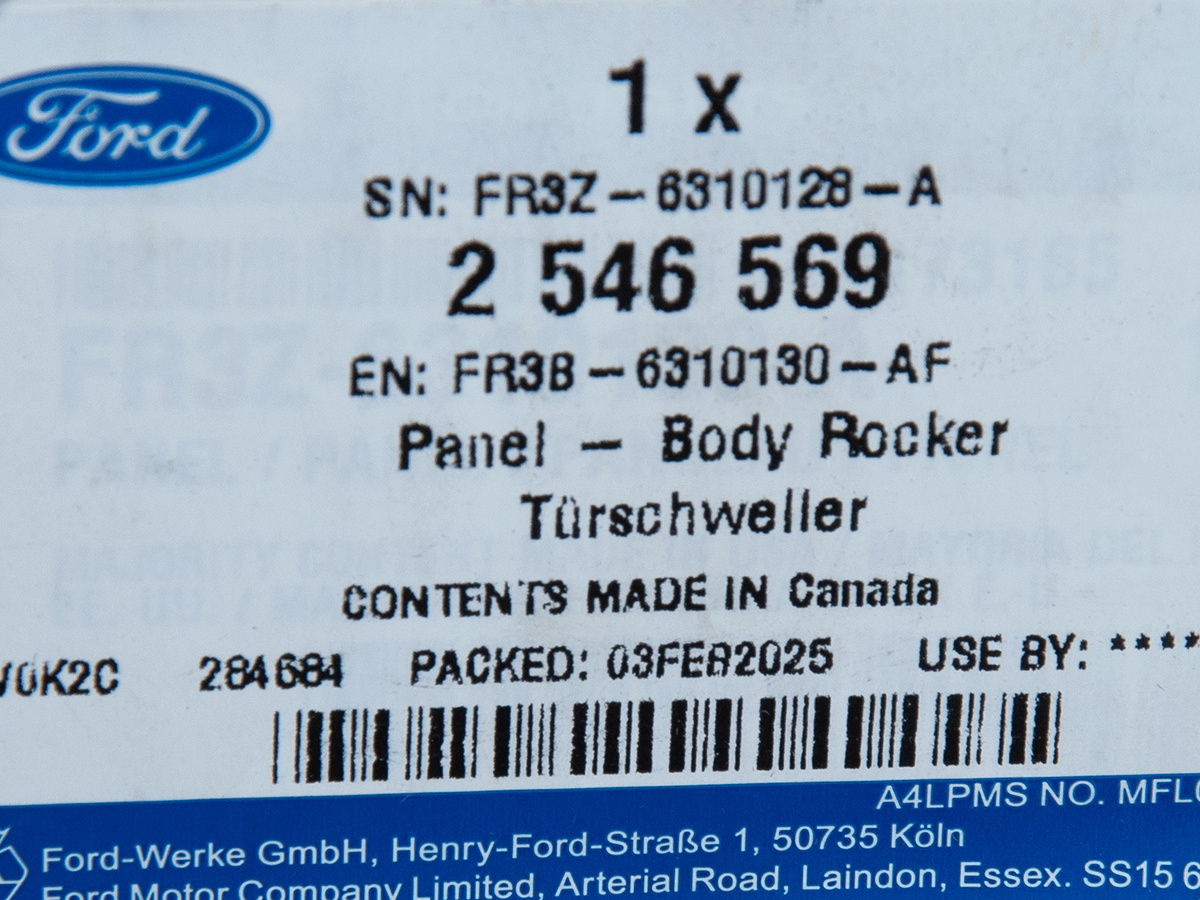 Ford
1 x
SN: FR3Z-6310128-A
2 546 569
EN: FR3B-6310130-AF
Panel - Body Rocker
Türschweller
CONTENTS MADE IN Canada
284684 PACKED: 03FEB2025 USE BY: ****
A4LPMS NO.
Ford-Werke GmbH, Henry-Ford-Straße 1, 50735 Köln
Ford Motor Company Limited, Arterial Road, Laindon, Essex. SS15 6